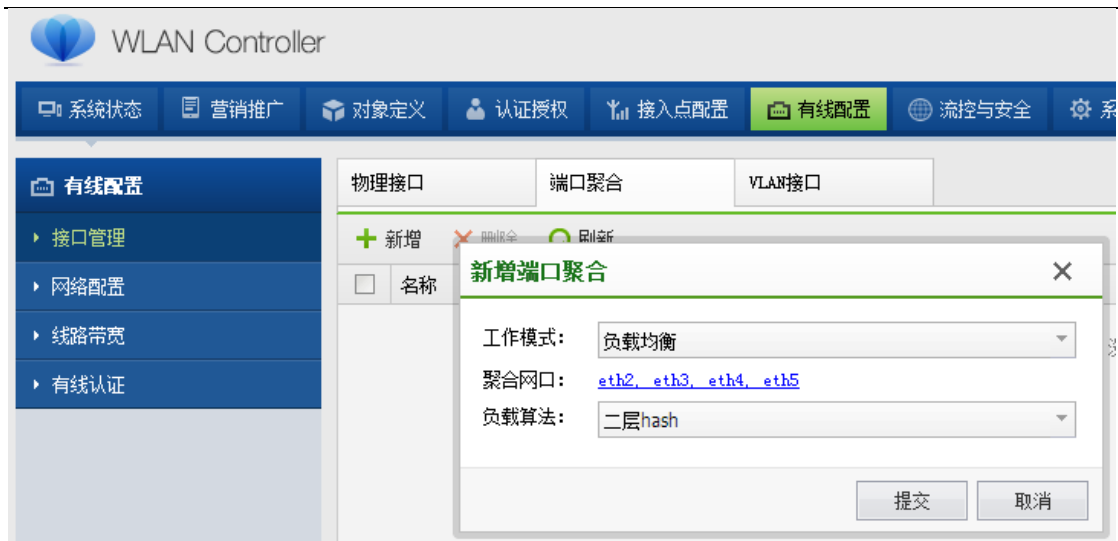 WLAN Controller
系统状态 营销推广 对象定义 认证授权 接入点配置 有线配置 流控与安全 系
有线配置
物理接口 端口聚合 VLAN接口
接口管理
新增 删除 刷新
新增端口聚合
网络配置
名称
工作模式： 负载均衡
线路带宽
聚合网口： eth2, eth3, eth4, eth5
有线认证
负载算法： 二层hash
提交 取消